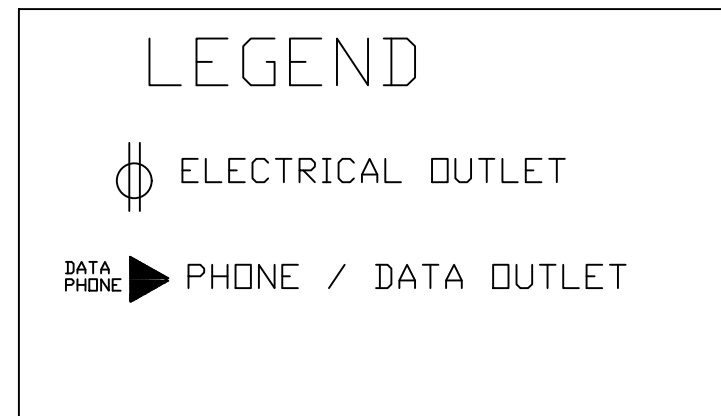 LEGEND
ELECTRICAL OUTLET
DATA
PHONE
PHONE / DATA OUTLET